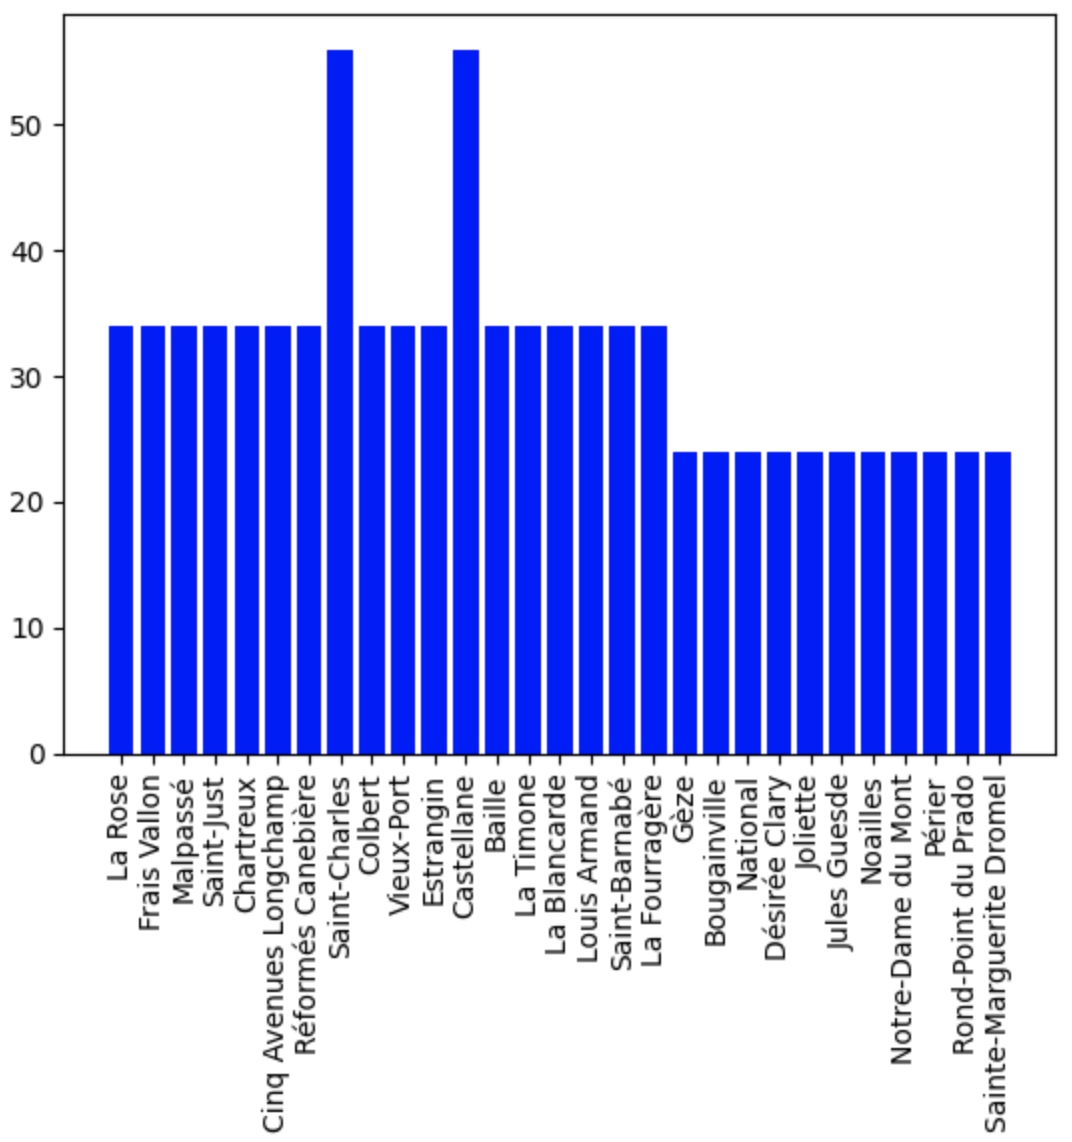 50
40
30
20
10
0
La Rose
Frais Vallon
Malpassé
Saint-Just
Chartreux
Cinq Avenues Longchamp
Réformés Canebière
Saint-Charles
Colbert
Vieux-Port
Estrangin
Castellane
Baille
La Timone
La Blancarde
Louis Armand
Saint-Barnabé
La Fourragère
Gèze
Bougainville
National
Désirée Clary
Joliette
Jules Guesde
Noailles
Notre-Dame du Mont
Périer
Rond-Point du Prado
Sainte-Marguerite Dromel